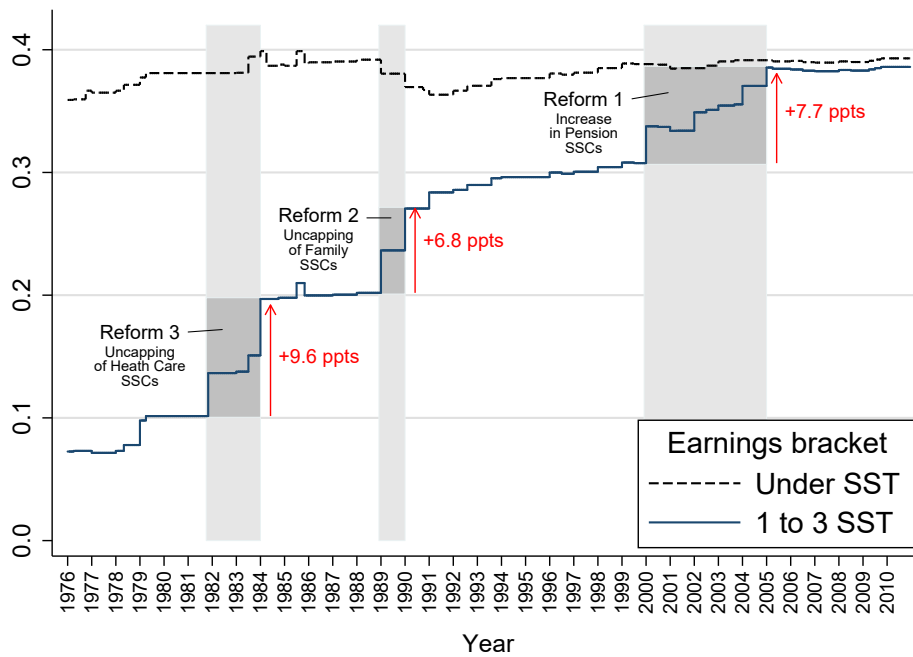 0.4
0.3
0.2
0.1
0.0
Reform 1
Increase
in Pension
SSCs
+7.7 ppts
Reform 2
Uncapping
of Family
SSCs
+6.8 ppts
Reform 3
Uncapping
of Heath Care
SSCs
+9.6 ppts
Earnings bracket
Under SST
1 to 3 SST
1976
1977
1978
1979
1980
1981
1982
1983
1984
1985
1986
1987
1988
1989
1990
1991
1992
1993
1994
1995
1996
1997
1998
1999
2000
2001
2002
2003
2004
2005
2006
2007
2008
2009
2010
Year